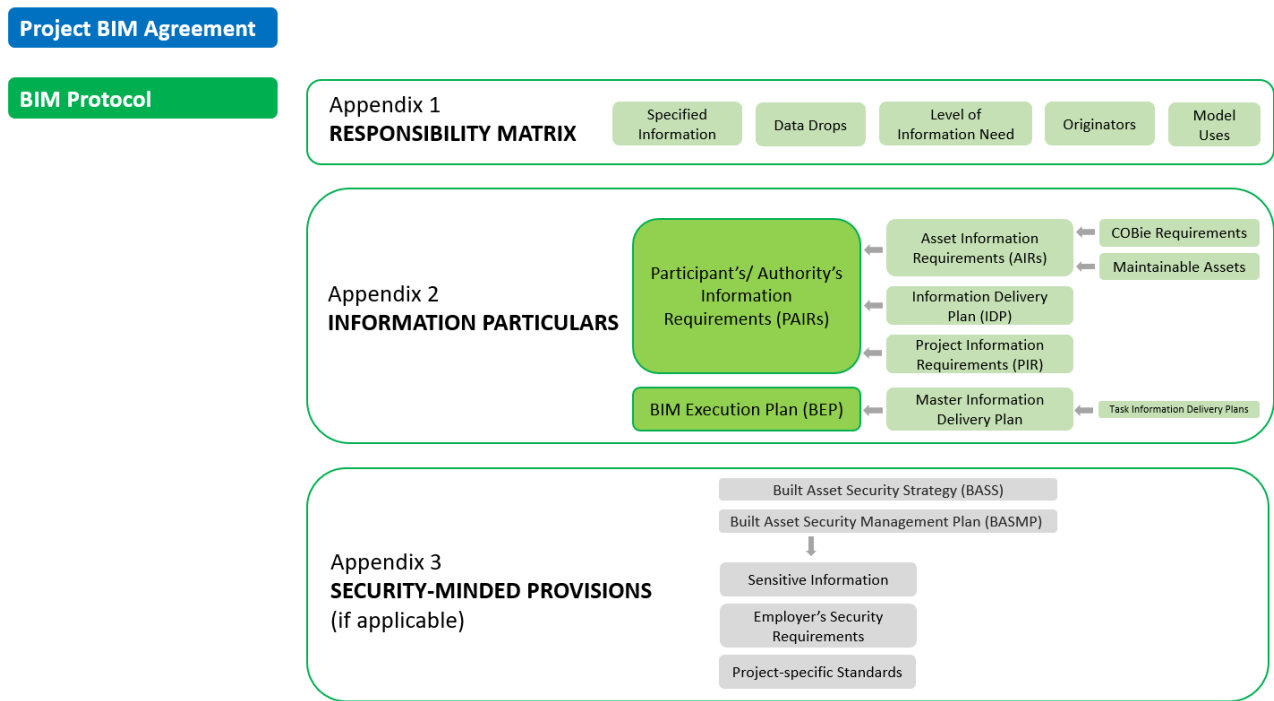 Project BIM Agreement
BIM Protocol
Appendix 1
RESPONSIBILITY MATRIX
Specified
Information
Data Drops
Level of
Information Need
Originators
Model
Uses
Appendix 2
INFORMATION PARTICULARS
Participant’s/ Authority’s
Information
Requirements (PAIRs)
Asset Information
Requirements (AIRs)
COBie Requirements
Maintainable Assets
Information Delivery
Plan (IDP)
Project Information
Requirements (PIR)
BIM Execution Plan (BEP)
Master Information
Delivery Plan
Task Information Delivery Plans
Appendix 3
SECURITY-MINDED PROVISIONS
(if applicable)
Built Asset Security Strategy (BASS)
Built Asset Security Management Plan (BASMP)
Sensitive Information
Employer’s Security
Requirements
Project-specific Standards